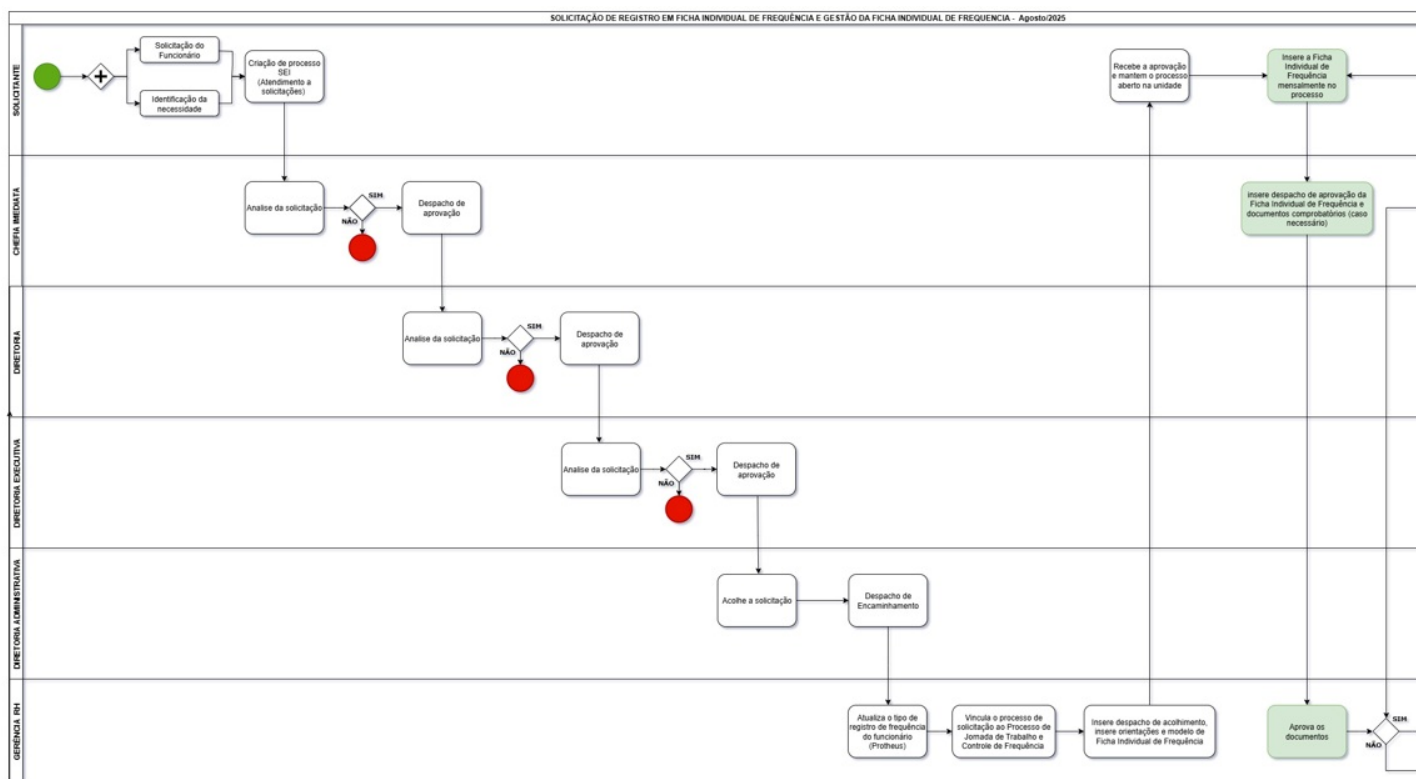 SOLICITAÇÃO DE REGISTRO EM FICHA INDIVIDUAL DE FREQUÊNCIA E GESTÃO DA FICHA INDIVIDUAL DE FREQUENCIA - Agosto/2025
SOLICITANTE
Solicitação do
Funcionário
Identificação da
necessidade
Criação de processo
SEI
(Atendimento a
solicitações)
Recebe a aprovação
e mantem o processo
aberto na unidade
Insere a Ficha
Individual de
Frequência
mensalmente no
processo
CHEFIA IMEDIATA
Analise da solicitação
SIM
NÃO
Despacho de
aprovação
insere despacho de aprovação da
Ficha Individual de Frequência e
documentos comprobatórios (caso
necessário)
DIRETORIA
Analise da solicitação
SIM
NÃO
Despacho de
aprovação
DIRETORIA EXECUTIVA
Analise da solicitação
SIM
NÃO
Despacho de
aprovação
DIRETORIA ADMINISTRATIVA
Acolhe a solicitação
Despacho de
Encaminhamento
GERÊNCIA RH
Atualiza o tipo de
registro de frequência
do funcionário
(Protheus)
Vincula o processo de
solicitação ao Processo de
Jornada de Trabalho e
Controle de Frequência
Insere despacho de acolhimento,
insere orientações e modelo de
Ficha Individual de Frequência
Aprova os
documentos
SIM
NÃO